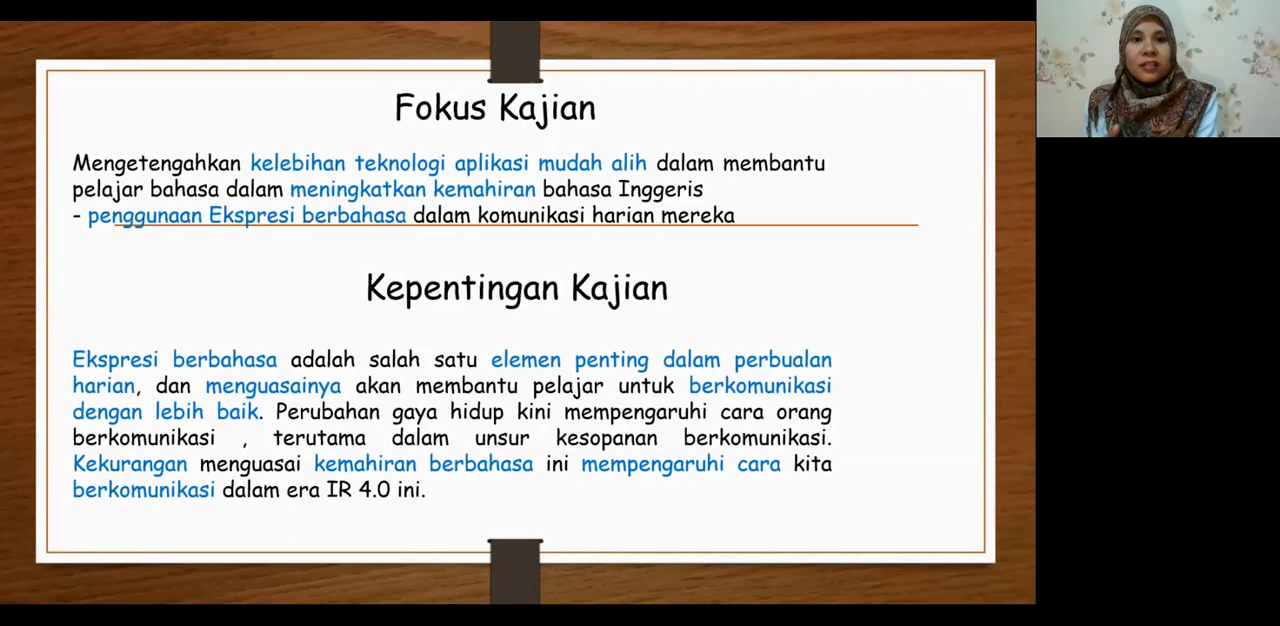 Fokus Kajian
Mengetengahkan kelebihan teknologi aplikasi mudah alih dalam membantu
pelajar bahasa dalam meningkatkan kemahiran bahasa Inggeris
- penggunaan Ekspresi berbahasa dalam komunikasi harian mereka
Kepentingan Kajian
Ekspresi berbahasa adalah salah satu elemen penting dalam perbualan
harian, dan menguasainya akan membantu pelajar untuk berkomunikasi
dengan lebih baik. Perubahan gaya hidup kini mempengaruhi cara orang
berkomunikasi , terutama dalam unsur kesopanan berkomunikasi.
Kekurangan menguasai kemahiran berbahasa ini mempengaruhi cara kita
berkomunikasi dalam era IR 4.0 ini.